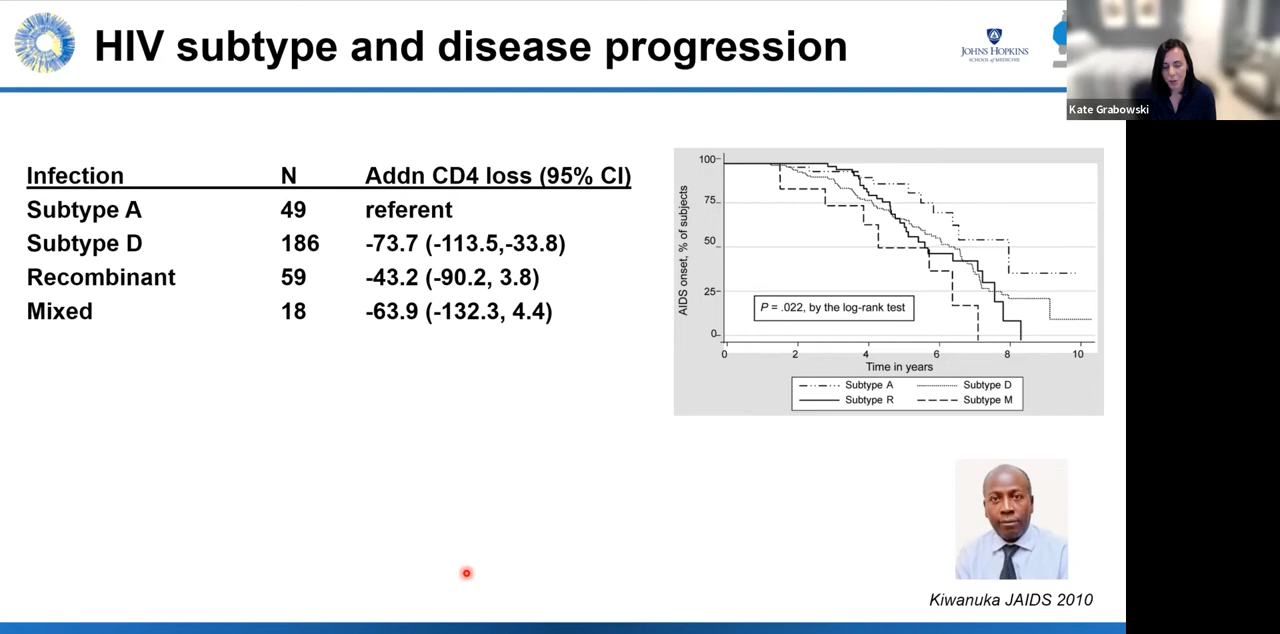 HIV subtype and disease progression
JOHNS HOPKINS
SCHOOL of MEDICINE
Kate Grabowski
Infection N Addn CD4 loss (95% CI)
Subtype A 49 referent
Subtype D 186 -73.7 (-113.5,-33.8)
Recombinant 59 -43.2 (-90.2, 3.8)
Mixed 18 -63.9 (-132.3, 4.4)
AIDS onset, % of subjects
100
75
50
25
0
P = .022, by the log-rank test
0 2 4 6 8 10
Time in years
Subtype A Subtype D
Subtype R Subtype M
Kiwanuka JAIDS 2010